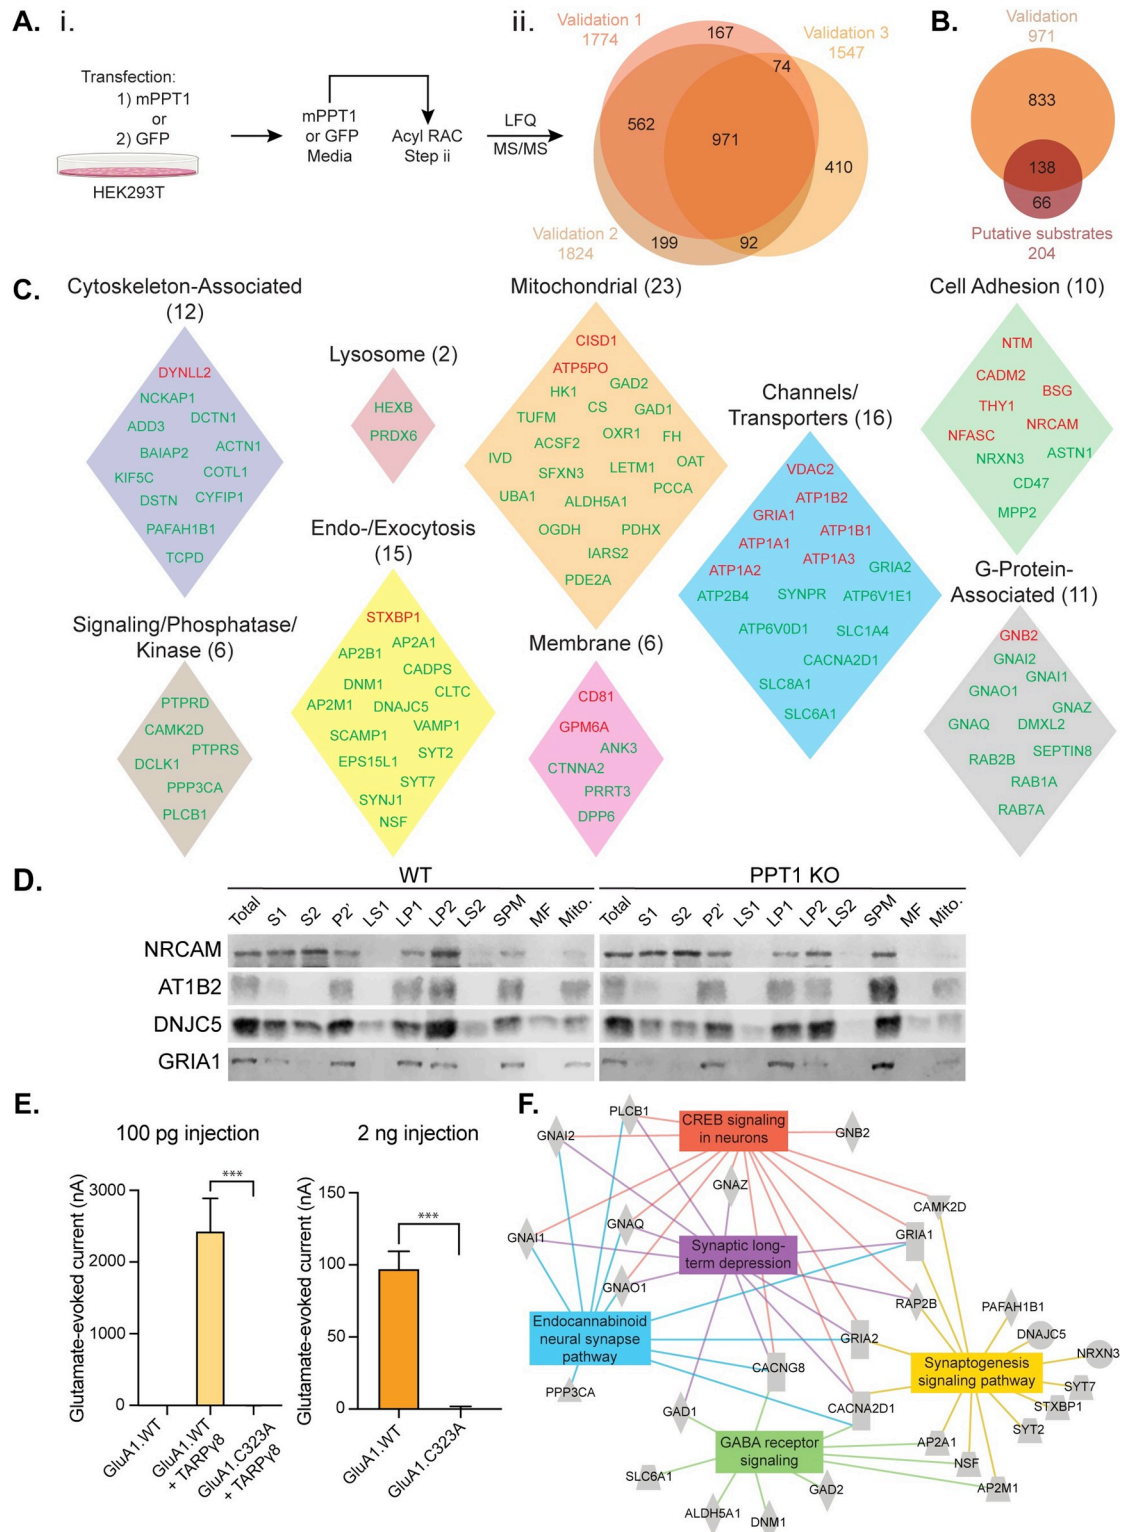 A.
i.
Transfection:
1) mPPT1
or
2) GFP
HEK293T
mPPT1
or GFP
Media
Acyl RAC
Step ii
LFQ
MS/MS
ii.
Validation 1
1774
167
Validation 3
1547
74
562
971
410
Validation 2
1824
199
92
B.
Validation
971
833
138
66
Putative substrates
204
C.
Cytoskeleton-Associated
(12)
DYNLL2
NCKAP1
DCTN1
ADD3
ACTN1
BAIAP2
COTL1
KIF5C
CYFIP1
DSTN
PAFAH1B1
TCPD
Lysosome (2)
HEXB
PRDX6
Mitochondrial (23)
CISD1
ATP5PO
HK1
GAD2
CS
GAD1
TUFM
OXR1
FH
ACSF2
IVD
OAT
LETM1
SFXN3
PCCA
UBA1
ALDH5A1
OGDH
PDHX
IARS2
PDE2A
Channels/
Transporters (16)
VDAC2
ATP1B2
GRIA1
ATP1B1
ATP1A1
ATP1A3
GRIA2
ATP1A2
ATP2B4
SYNPR
ATP6V1E1
ATP6V0D1
SLC1A4
CACNA2D1
SLC8A1
SLC6A1
Cell Adhesion (10)
NTM
CADM2
BSG
THY1
NRCAM
NFASC
ASTN1
NRXN3
CD47
MPP2
Signaling/Phosphatase/
Kinase (6)
PTPRD
CAMK2D
PTPRS
DCLK1
PPP3CA
PLCB1
Endo-/Exocytosis
(15)
STXBP1
AP2A1
AP2B1
CADPS
DNM1
CLTC
AP2M1
DNAJC5
VAMP1
SCAMP1
SYT2
EPS15L1
SYT7
SYNJ1
NSF
Membrane (6)
CD81
GPM6A
ANK3
CTNNA2
PRRT3
DPP6
G-Protein-
Associated (11)
GNB2
GNAI2
GNAI1
GNAO1
GNAZ
GNAQ
DMXL2
SEPTIN8
RAB2B
RAB1A
RAB7A
D.
WT
PPT1 KO
Total S1 S2 P2' LS1 LP1 LP2 LS2 SPM MF Mito.
Total S1 S2 P2' LS1 LP1 LP2 LS2 SPM MF Mito.
NRCAM
AT1B2
DNJC5
GRIA1
E.
100 pg injection
Glutamate-evoked current (nA)
3000
2000
1000
0
***
GluA1.WT
GluA1.WT
+ TARPγ8
GluA1.C323A
+ TARPγ8
2 ng injection
Glutamate-evoked current (nA)
150
100
50
0
***
GluA1.WT
GluA1.C323A
F.
PLCB1
CREB signaling
in neurons
GNAI2
GNB2
GNAZ
CAMK2D
GNAQ
GNAI1
GRIA1
Synaptic long-
term depression
GNAO1
RAP2B
PAFAH1B1
Endocannabinoid
neural synapse
pathway
GRIA2
DNAJC5
NRXN3
Synaptogenesis
signaling pathway
CACNG8
PPP3CA
SYT7
CACNA2D1
STXBP1
GAD1
SYT2
GABA receptor
signaling
AP2A1
NSF
SLC6A1
AP2M1
GAD2
ALDH5A1
DNM1